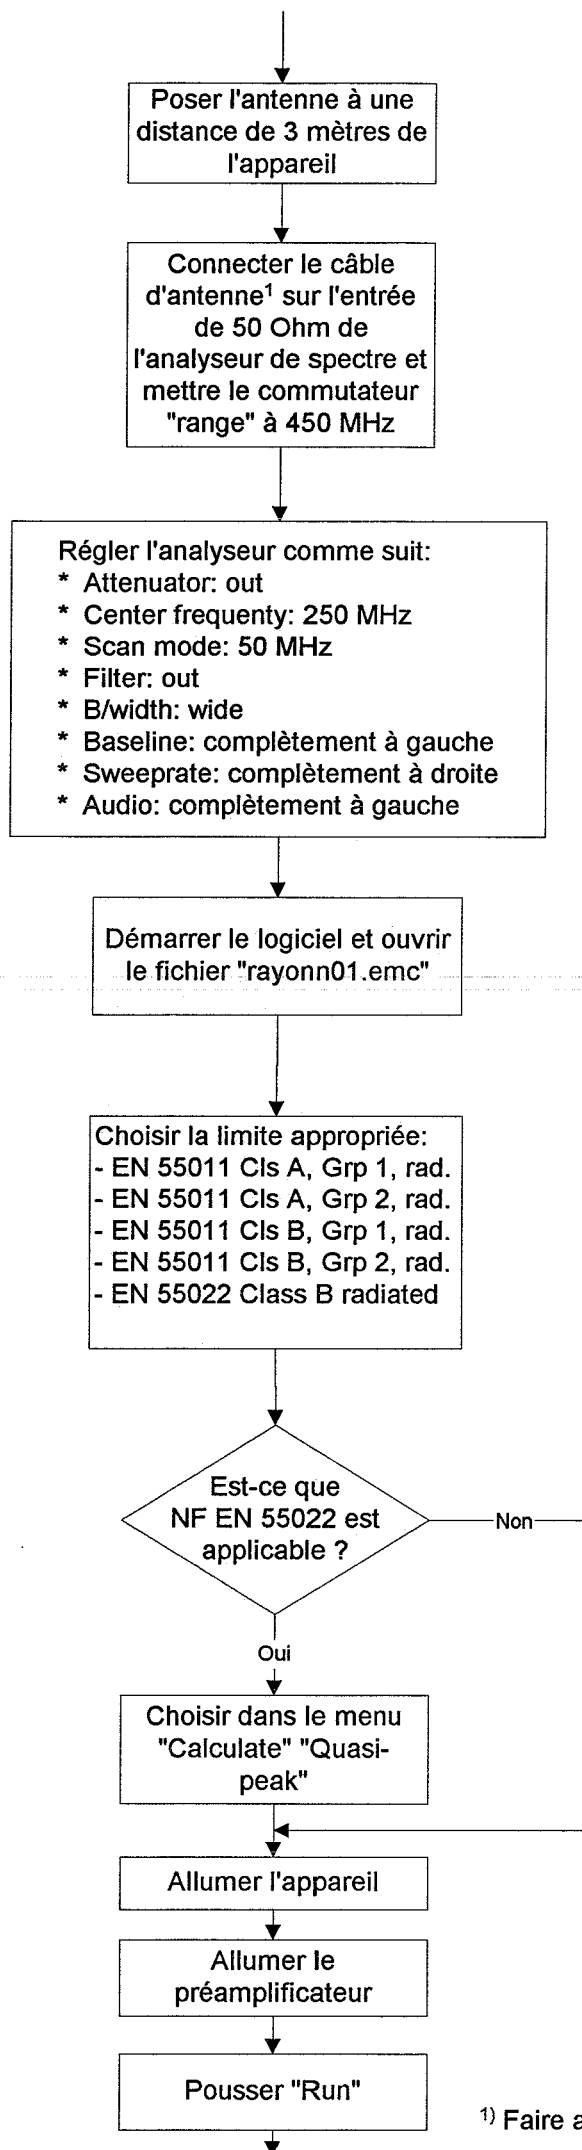 Poser l'antenne à une
distance de 3 mètres de
l'appareil
Connecter le câble
d'antenne¹ sur l'entrée
de 50 Ohm de
l'analyseur de spectre et
mettre le commutateur
"range" à 450 MHz
Régler l'analyseur comme suit:
* Attenuator: out
* Center frequenty: 250 MHz
* Scan mode: 50 MHz
* Filter: out
* B/width: wide
* Baseline: complètement à gauche
* Sweeprate: complètement à droite
* Audio: complètement à gauche
Démarrer le logiciel et ouvrir
le fichier "rayonn01.emc"
Choisir la limite appropriée:
- EN 55011 Cls A, Grp 1, rad.
- EN 55011 Cls A, Grp 2, rad.
- EN 55011 Cls B, Grp 1, rad.
- EN 55011 Cls B, Grp 2, rad.
- EN 55022 Class B radiated
Est-ce que
NF EN 55022 est
applicable ?
Non
Oui
Choisir dans le menu
"Calculate" "Quasi-
peak"
Allumer l'appareil
Allumer le
préamplificateur
Pousser "Run"
¹⁾ Faire a